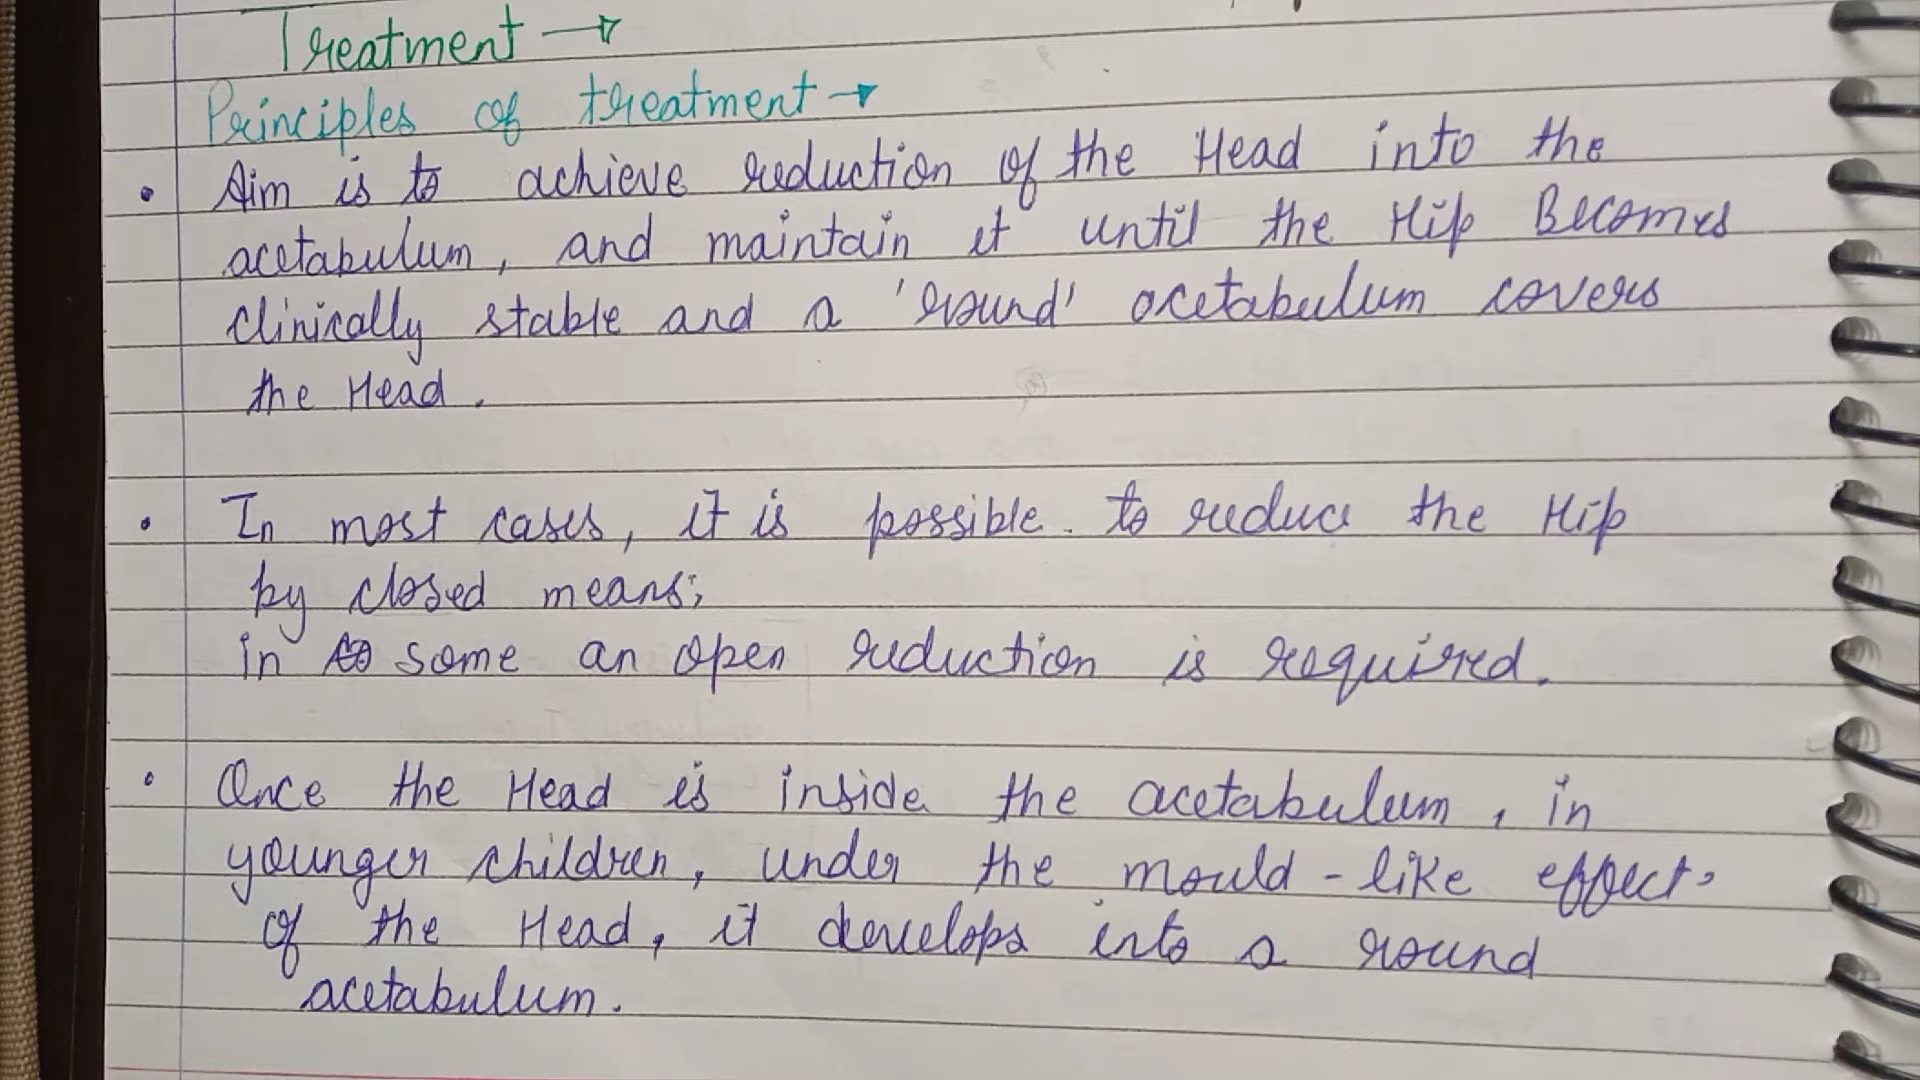 Treatment →
Principles of treatment →
• Aim is to achieve reduction of the Head into the
acetabulum, and maintain it until the Hip Becomes
clinically stable and a 'round' acetabulum covers
the Head.
• In most cases, it is possible. to reduce the Hip
by closed means;
in some an open reduction is required.
• Once the Head is inside the acetabulum, in
younger children, under the mould-like effect
of the Head, it develops into a round
acetabulum.